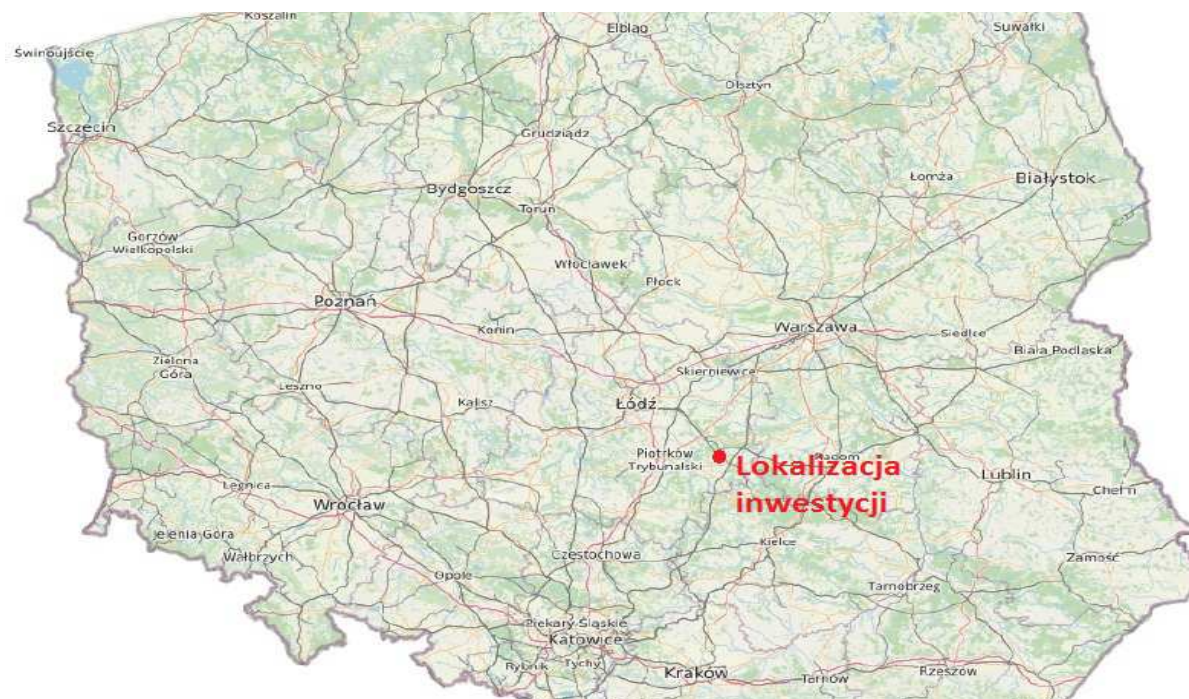 Koszalin
Elbląg
Suwałki
Świnoujście
Olsztyn
Szczecin
Grudziądz
Łomża
Białystok
Bydgoszcz
Toruń
Gorzów
Wielkopolski
Włocławek
Płock
Poznań
Konin
Warszawa
Siedlce
Biała Podlaska
Zielona
Góra
Leszno
Skierniewice
Kalisz
Łódź
Piotrków
Trybunalski
Radom
Lokalizacja
inwestycji
Lublin
Chełm
Legnica
Wrocław
Jelenia Góra
Wałbrzych
Kielce
Częstochowa
Zamość
Opole
Tarnobrzeg
Piekary Śląskie
Katowice
Rybnik
Tychy
Kraków
Tarnów
Rzeszów